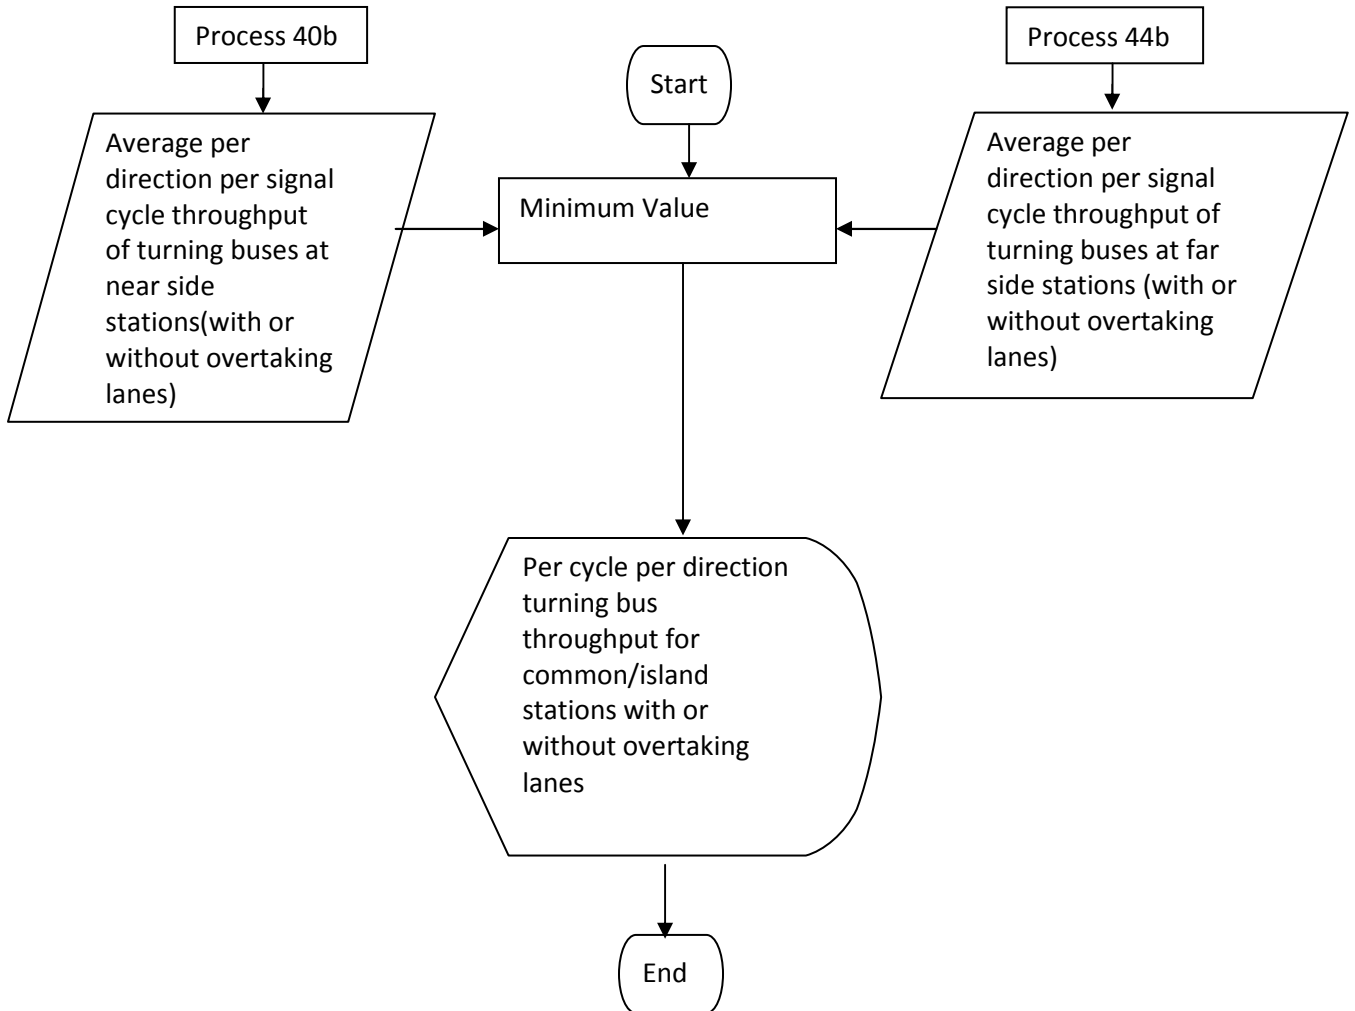 Process 40b
Process 44b
Start
Average per
direction per signal
cycle throughput
of turning buses at
near side
stations(with or
without overtaking
lanes)
Minimum Value
Average per
direction per signal
cycle throughput of
turning buses at far
side stations (with or
without overtaking
lanes)
Per cycle per direction
turning bus
throughput for
common/island
stations with or
without overtaking
lanes
End